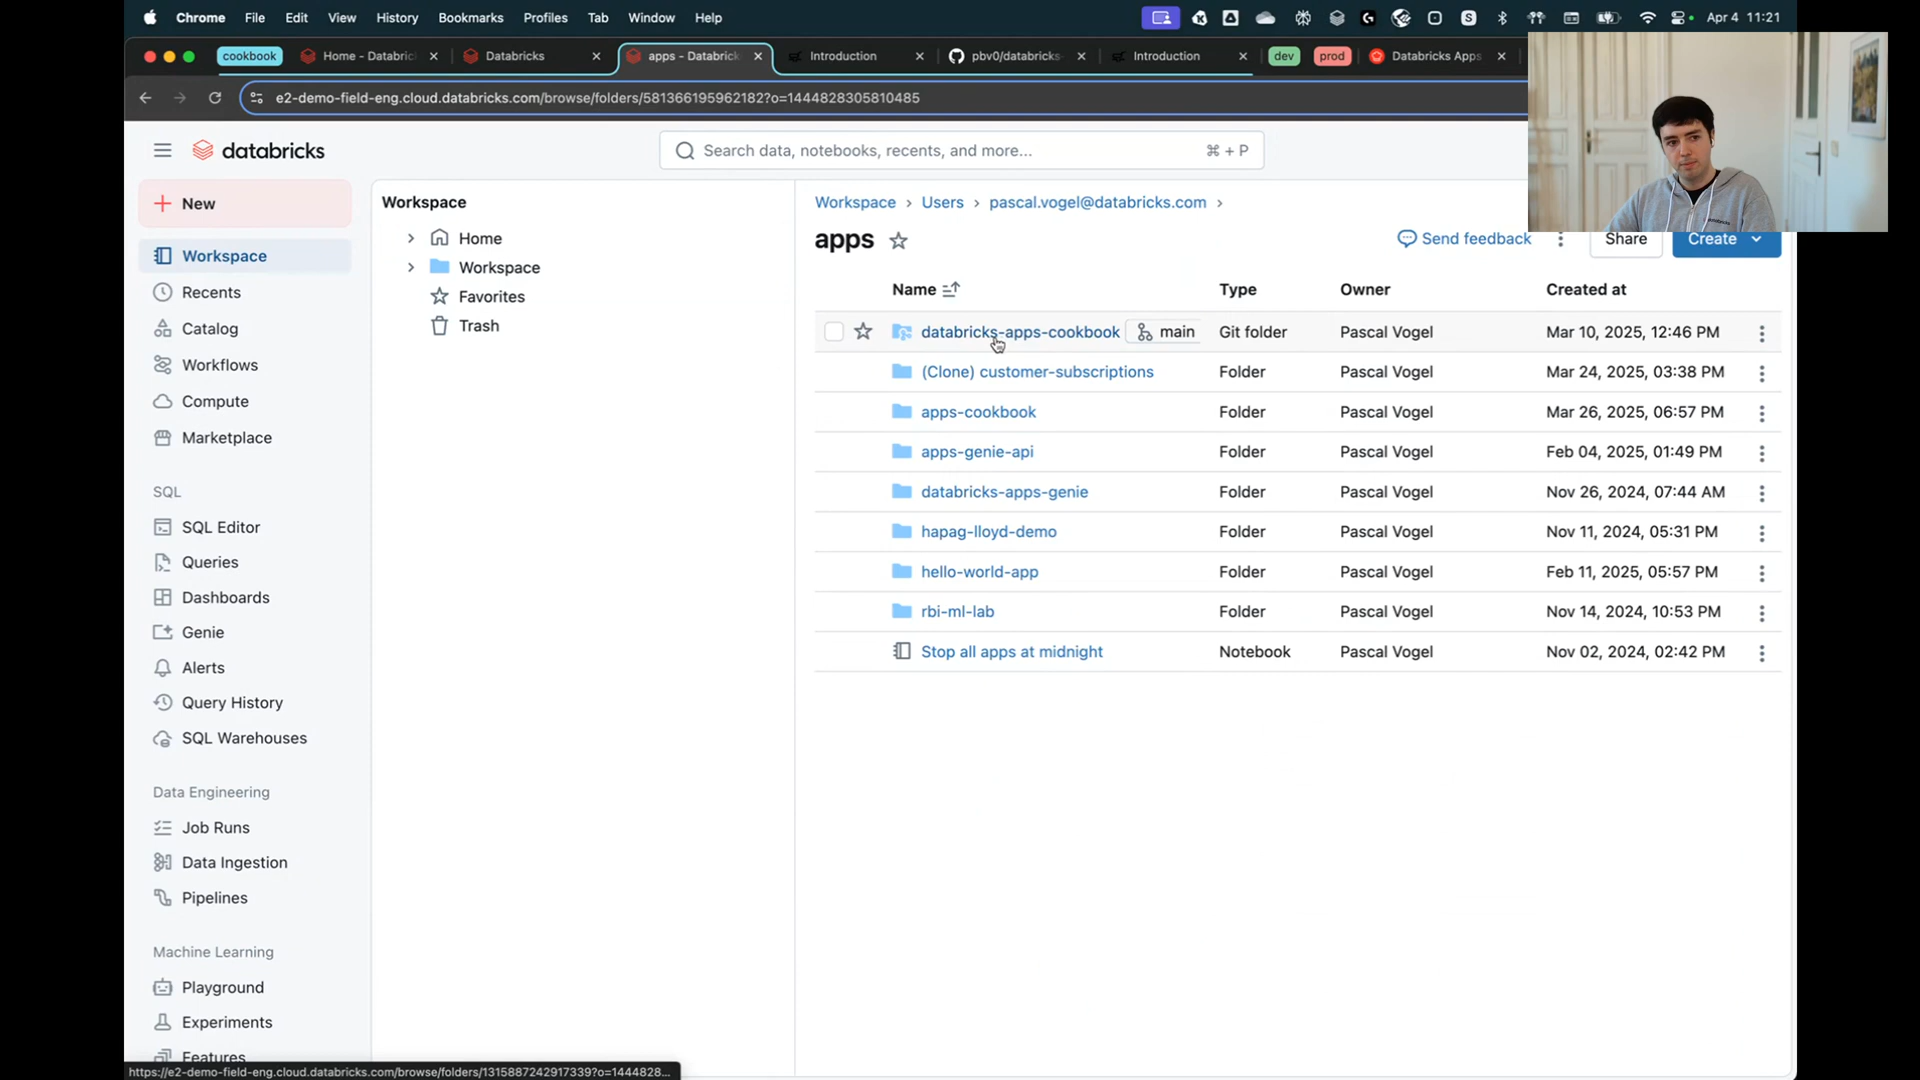 Chrome File Edit View History Bookmarks Profiles Tab Window Help Apr 4 11:21
cookbook Home - Databric Databricks apps - Databrick Introduction pbv0/databricks- Introduction dev prod Databricks Apps
e2-demo-field-eng.cloud.databricks.com/browse/folders/581366195962182?o=1444828305810485
databricks
Search data, notebooks, recents, and more... ⌘ + P
New
Workspace
Recents
Catalog
Workflows
Compute
Marketplace
SQL
SQL Editor
Queries
Dashboards
Genie
Alerts
Query History
SQL Warehouses
Data Engineering
Job Runs
Data Ingestion
Pipelines
Machine Learning
Playground
Experiments
Features
Workspace
Home
Workspace
Favorites
Trash
Workspace › Users › pascal.vogel@databricks.com ›
apps Send feedback Share Create
Name Type Owner Created at
databricks-apps-cookbook main Git folder Pascal Vogel Mar 10, 2025, 12:46 PM
(Clone) customer-subscriptions Folder Pascal Vogel Mar 24, 2025, 03:38 PM
apps-cookbook Folder Pascal Vogel Mar 26, 2025, 06:57 PM
apps-genie-api Folder Pascal Vogel Feb 04, 2025, 01:49 PM
databricks-apps-genie Folder Pascal Vogel Nov 26, 2024, 07:44 AM
hapag-lloyd-demo Folder Pascal Vogel Nov 11, 2024, 05:31 PM
hello-world-app Folder Pascal Vogel Feb 11, 2025, 05:57 PM
rbi-ml-lab Folder Pascal Vogel Nov 14, 2024, 10:53 PM
Stop all apps at midnight Notebook Pascal Vogel Nov 02, 2024, 02:42 PM
https://e2-demo-field-eng.cloud.databricks.com/browse/folders/1315887242917339?o=1444828...